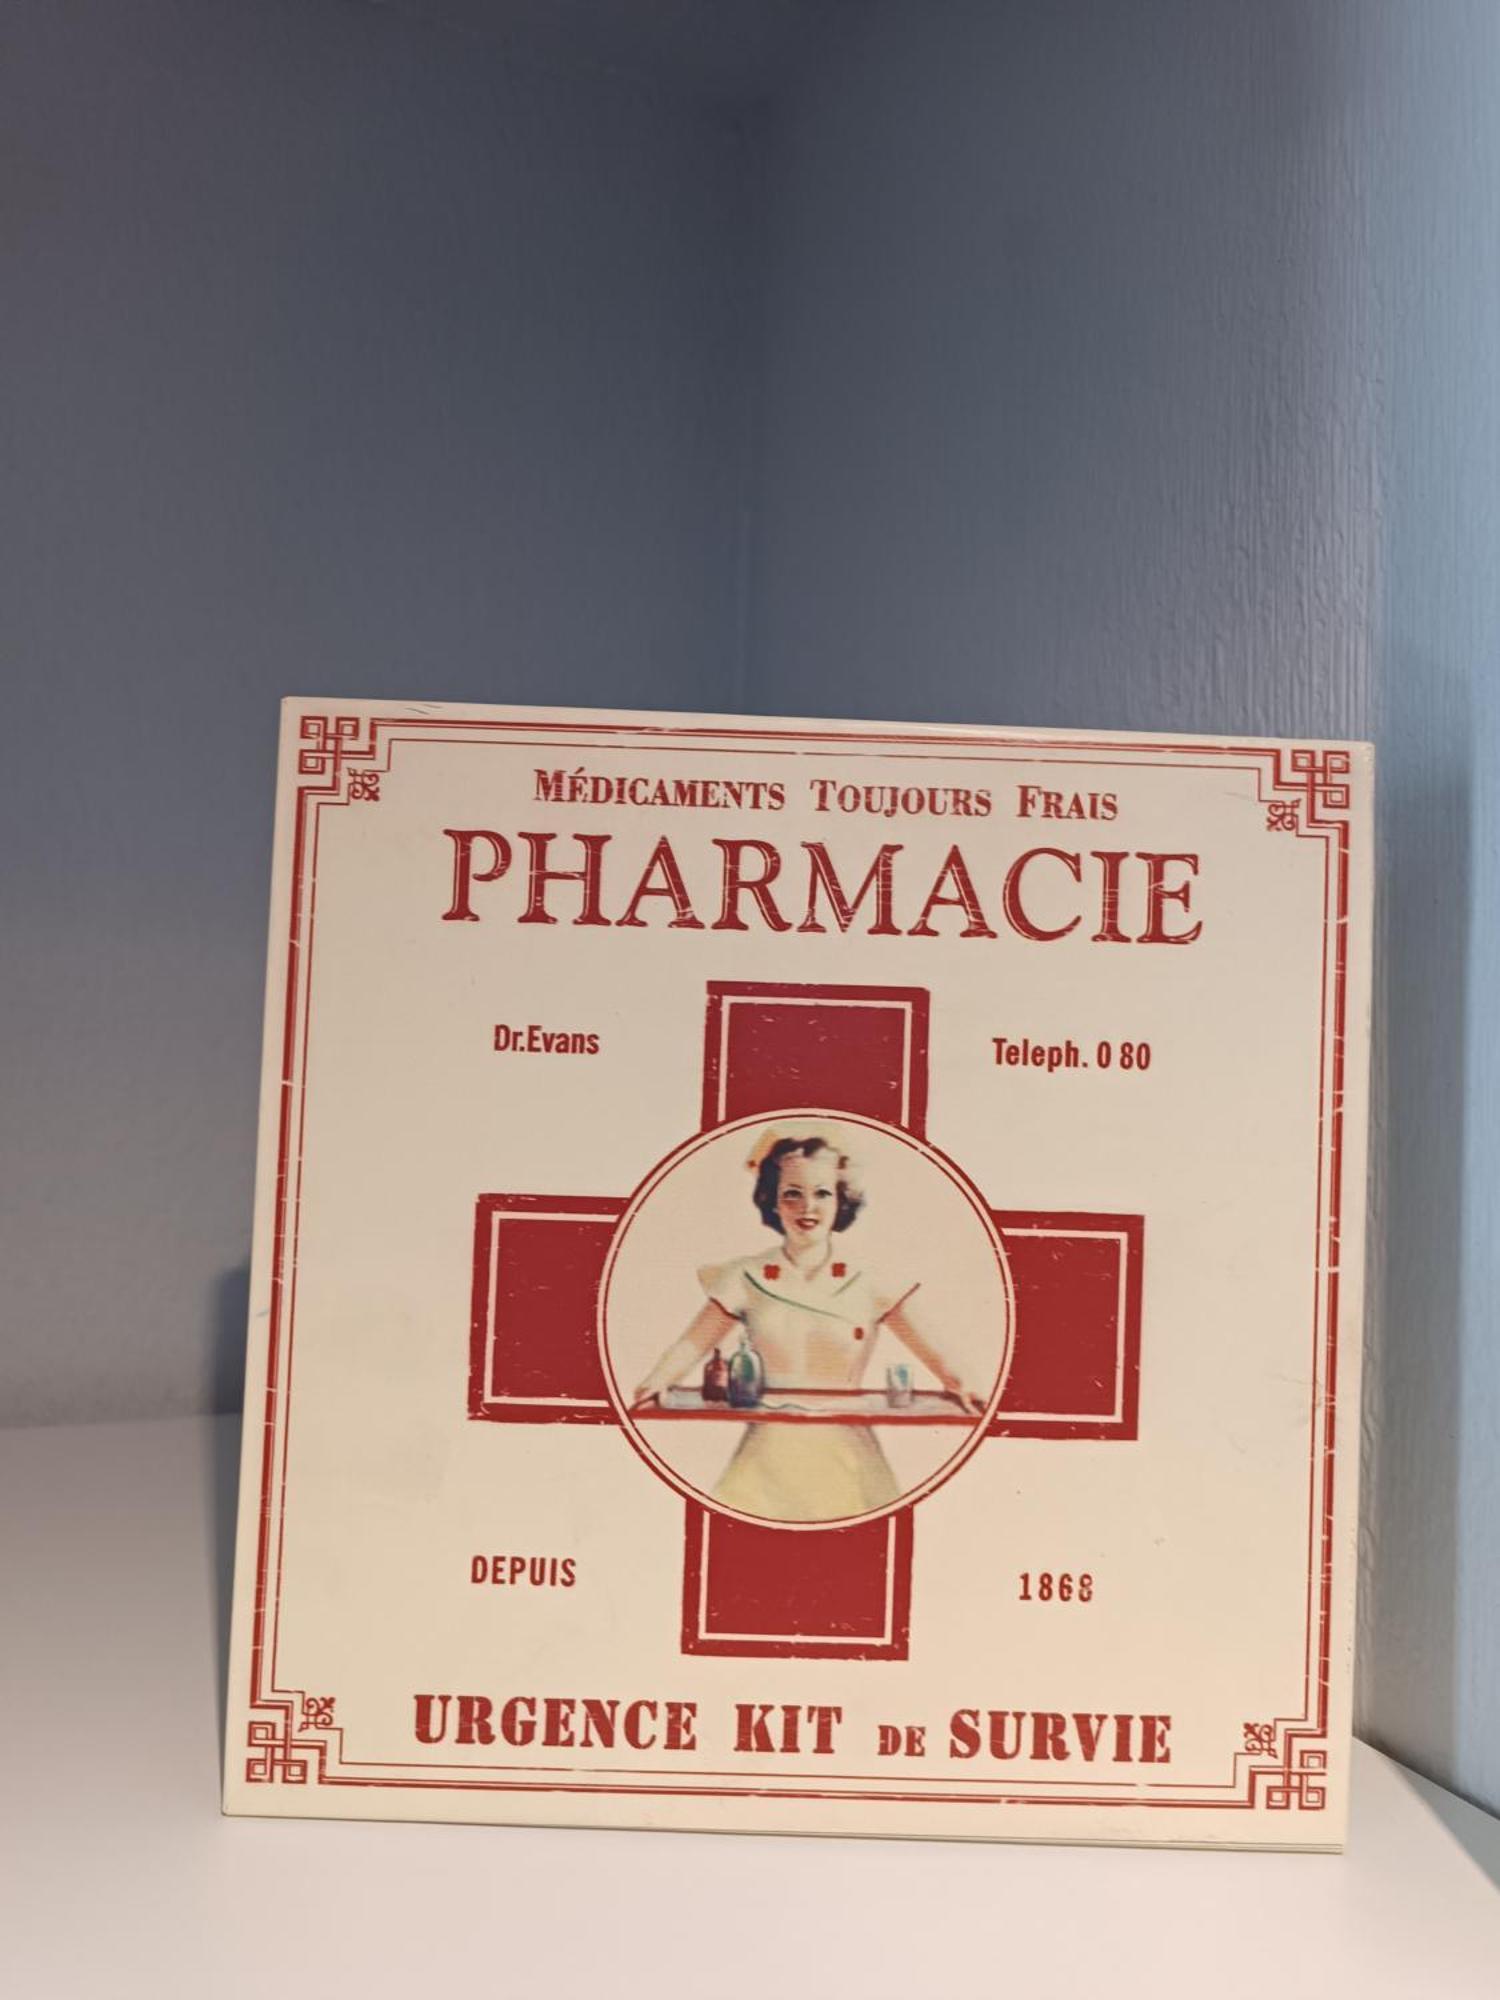 MÉDICAMENTS TOUJOURS FRAIS
PHARMACIE
Dr.Evans
Teleph. 0 80
DEPUIS
1868
URGENCE KIT DE SURVIE